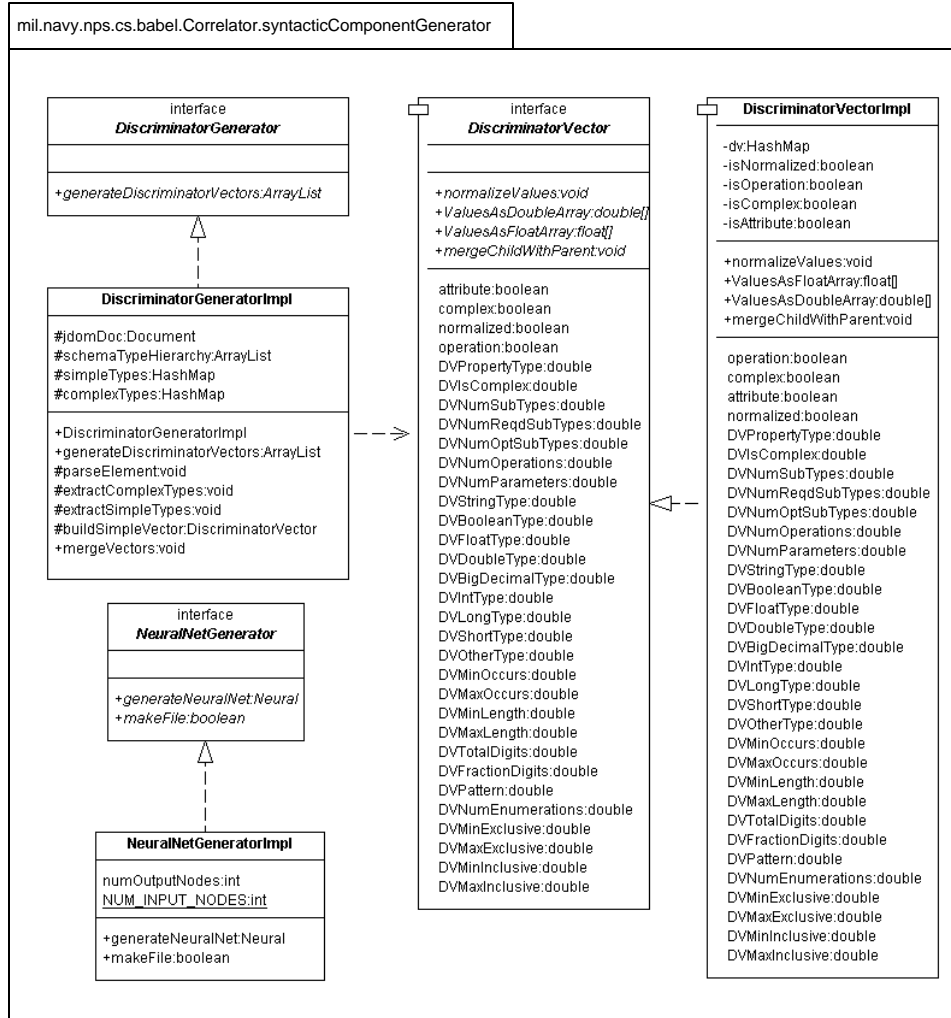 mil.navy.nps.cs.babel.Correlator.syntacticComponentGenerator
interface
DiscriminatorGenerator
+generateDiscriminatorVectors:ArrayList
DiscriminatorGeneratorImpl
#jdomDoc:Document
#schemaTypeHierarchy:ArrayList
#simpleTypes:HashMap
#complexTypes:HashMap
+DiscriminatorGeneratorImpl
+generateDiscriminatorVectors:ArrayList
#parseElement:void
#extractComplexTypes:void
#extractSimpleTypes:void
#buildSimpleVector:DiscriminatorVector
+mergeVectors:void
interface
NeuralNetGenerator
+generateNeuralNet:Neural
+makeFile:boolean
NeuralNetGeneratorImpl
numOutputNodes:int
NUM_INPUT_NODES:int
+generateNeuralNet:Neural
+makeFile:boolean
interface
DiscriminatorVector
+normalizeValues:void
+ValuesAsDoubleArray:double[]
+ValuesAsFloatArray:float[]
+mergeChildWithParent:void
attribute:boolean
complex:boolean
normalized:boolean
operation:boolean
DVPropertyType:double
DVIsComplex:double
DVNumSubTypes:double
DVNumReqdSubTypes:double
DVNumOptSubTypes:double
DVNumOperations:double
DVNumParameters:double
DVStringType:double
DVBooleanType:double
DVFloatType:double
DVDoubleType:double
DVBigDecimalType:double
DVIntType:double
DVLongType:double
DVShortType:double
DVOtherType:double
DVMinOccurs:double
DVMaxOccurs:double
DVMinLength:double
DVMaxLength:double
DVTotalDigits:double
DVFractionDigits:double
DVPattern:double
DVNumEnumerations:double
DVMinExclusive:double
DVMaxExclusive:double
DVMinInclusive:double
DVMaxInclusive:double
DiscriminatorVectorImpl
-dv:HashMap
-isNormalized:boolean
-isOperation:boolean
-isComplex:boolean
-isAttribute:boolean
+normalizeValues:void
+ValuesAsFloatArray:float[]
+ValuesAsDoubleArray:double[]
+mergeChildWithParent:void
operation:boolean
complex:boolean
attribute:boolean
normalized:boolean
DVPropertyType:double
DVIsComplex:double
DVNumSubTypes:double
DVNumReqdSubTypes:double
DVNumOptSubTypes:double
DVNumOperations:double
DVNumParameters:double
DVStringType:double
DVBooleanType:double
DVFloatType:double
DVDoubleType:double
DVBigDecimalType:double
DVIntType:double
DVLongType:double
DVShortType:double
DVOtherType:double
DVMinOccurs:double
DVMaxOccurs:double
DVMinLength:double
DVMaxLength:double
DVTotalDigits:double
DVFractionDigits:double
DVPattern:double
DVNumEnumerations:double
DVMinExclusive:double
DVMaxExclusive:double
DVMinInclusive:double
DVMaxInclusive:double